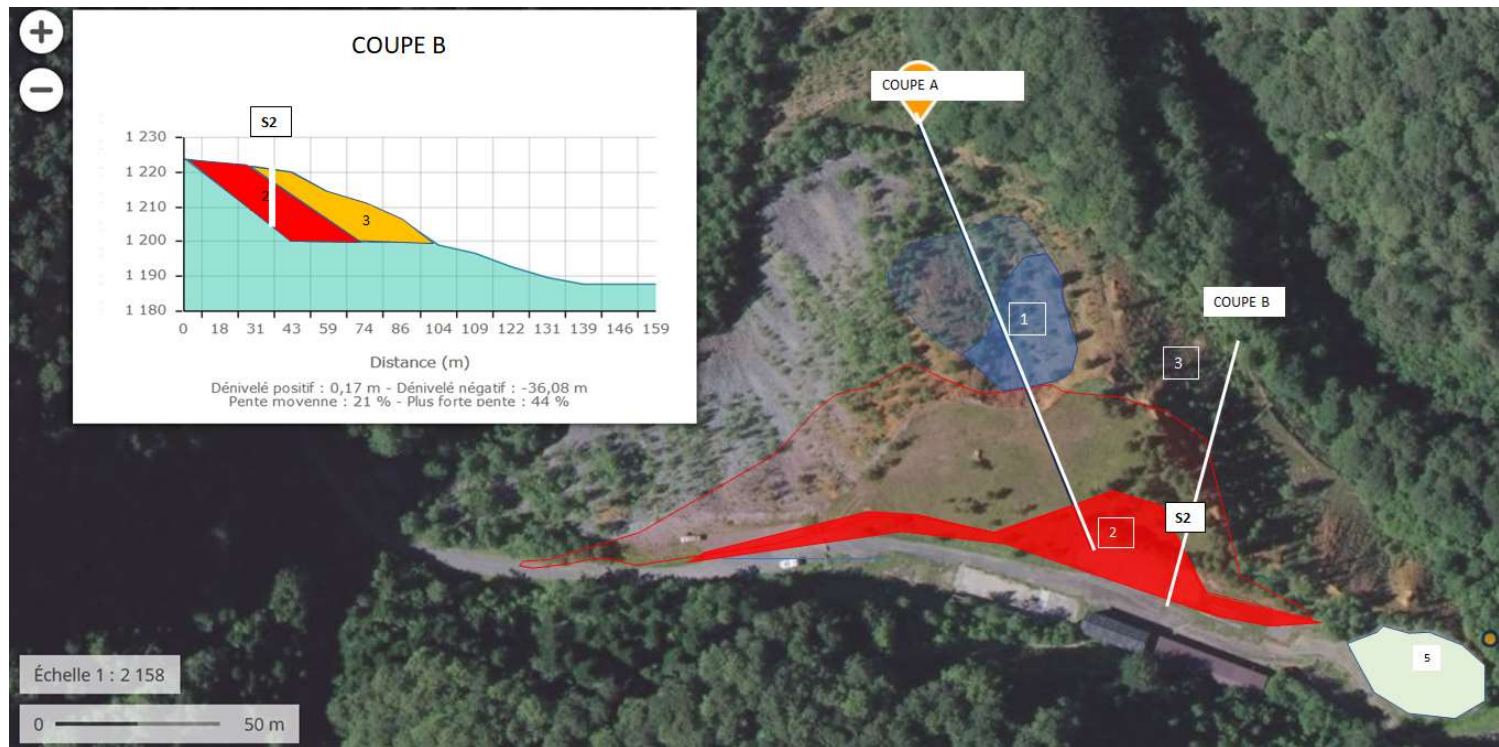 +
−
COUPE B
S2
1 230
1 220
1 210
1 200
1 190
1 180
2
3
0 18 31 43 59 74 86 104 109 122 131 139 146 159
Distance (m)
Dénivelé positif : 0,17 m - Dénivelé négatif : -36,08 m
Pente moyenne : 21 % - Plus forte pente : 44 %
COUPE A
COUPE B
1
3
S2
2
5
Échelle 1 : 2 158
0 50 m